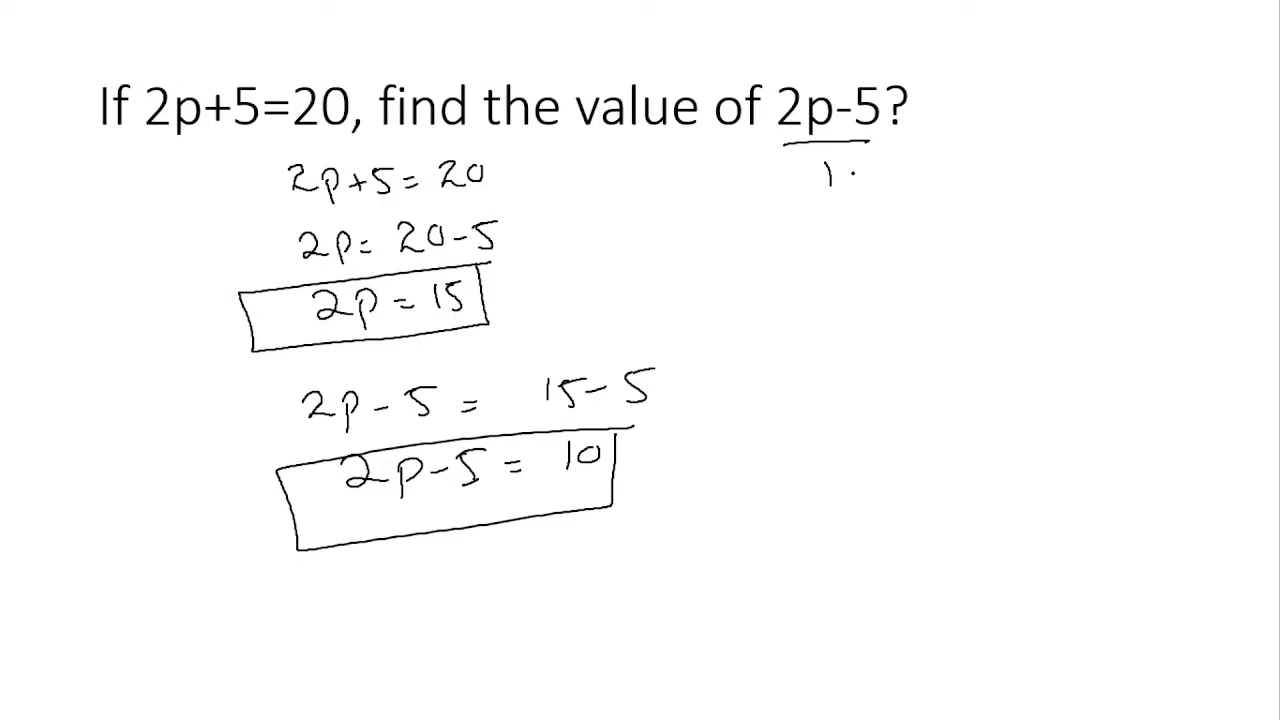 If 2p+5=20, find the value of 2p-5?
2p+5=20
2p=20-5
2p=15
2p-5=15-5
2p-5=10